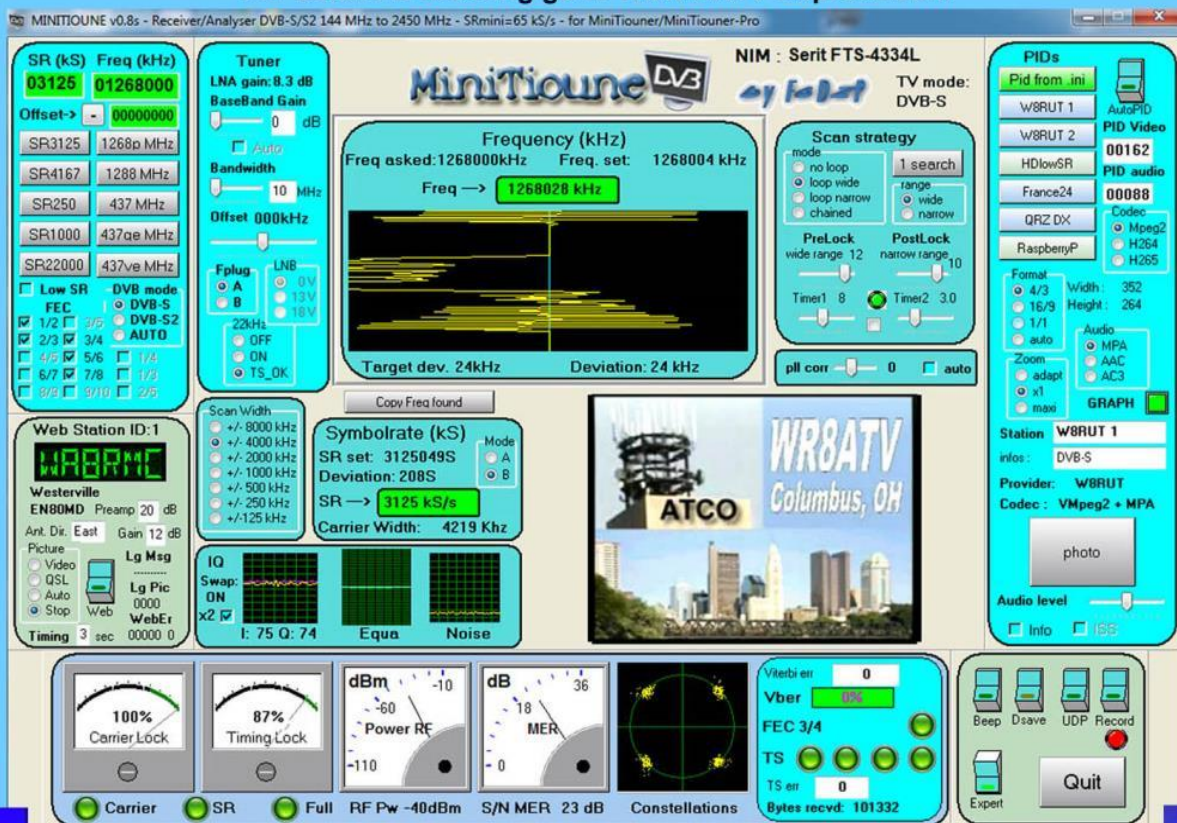 MINITIOUNE v0.8s - Receiver/Analyser DVB-S/S2 144 MHz to 2450 MHz - SRmini=65 kS/s - for MiniTiouner/MiniTiouner-Pro
SR (kS) Freq (kHz)
03125 01268000
Offset-> - 00000000
SR3125 1268p MHz
SR4167 1288 MHz
SR250 437 MHz
SR1000 437qe MHz
SR22000 437ve MHz
Low SR
FEC
1/2 3/5
2/3 3/4
4/5 5/6 1/4
6/7 7/8 1/3
8/9 9/10 2/5
DVB mode
DVB-S
DVB-S2
AUTO
Tuner
LNA gain: 8.3 dB
BaseBand Gain
0 dB
Auto
Bandwidth
10 MHz
Offset 000kHz
Fplug
A
B
LNB
0V
13V
18V
22kHz
OFF
ON
TS_OK
MiniTioune DVB
NIM : Serit FTS-4334L
TV mode:
DVB-S
Frequency (kHz)
Freq asked:1268000kHz Freq. set: 1268004 kHz
Freq —> 1268028 kHz
Target dev. 24kHz Deviation: 24 kHz
Scan strategy
mode
no loop
loop wide
loop narrow
chained
1 search
range
wide
narrow
PreLock PostLock
wide range 12 narrow range 10
Timer1 8 Timer2 3.0
pll corr 0 auto
PIDs
Pid from .ini
W8RUT 1
W8RUT 2
HDlowSR
France24
QRZ DX
RaspberryP
AutoPID
PID Video
00162
PID audio
00088
Codec
Mpeg2
H264
H265
Format
4/3
16/9
1/1
auto
Width : 352
Height : 264
Audio
MPA
AAC
AC3
Zoom
adapt
x1
maxi
GRAPH
Station W8RUT 1
infos : DVB-S
Provider: W8RUT
Codec : VMpeg2 + MPA
photo
Audio level
Info ISS
Web Station ID:1
WA8RMC
Westerville
EN80MD Preamp 20 dB
Ant. Dir. East Gain 12 dB
Picture
Video
QSL
Auto
Stop
Web
Lg Msg
Lg Pic
0000
WebEr
Timing 3 sec 00000 0
Scan Width
+/- 8000 kHz
+/- 4000 kHz
+/- 2000 kHz
+/- 1000 kHz
+/- 500 kHz
+/- 250 kHz
+/-125 kHz
Copy Freq found
Symbolrate (kS)
SR set: 3125049S
Deviation: 208S
SR —> 3125 kS/s
Carrier Width: 4219 Khz
Mode
A
B
IQ
Swap:
ON
x2
I: 75 Q: 74 Equa Noise
WR8ATV
Columbus, OH
ATCO
100%
Carrier Lock
87%
Timing Lock
dBm
-10
-60
Power RF
-110
dB
36
18
MER
0
Carrier SR Full RF Pw -40dBm S/N MER 23 dB Constellations
Viterbi err 0
Vber 0%
FEC 3/4
TS
TS err 0
Bytes recvd: 101332
Beep Dsave UDP Record
Expert
Quit